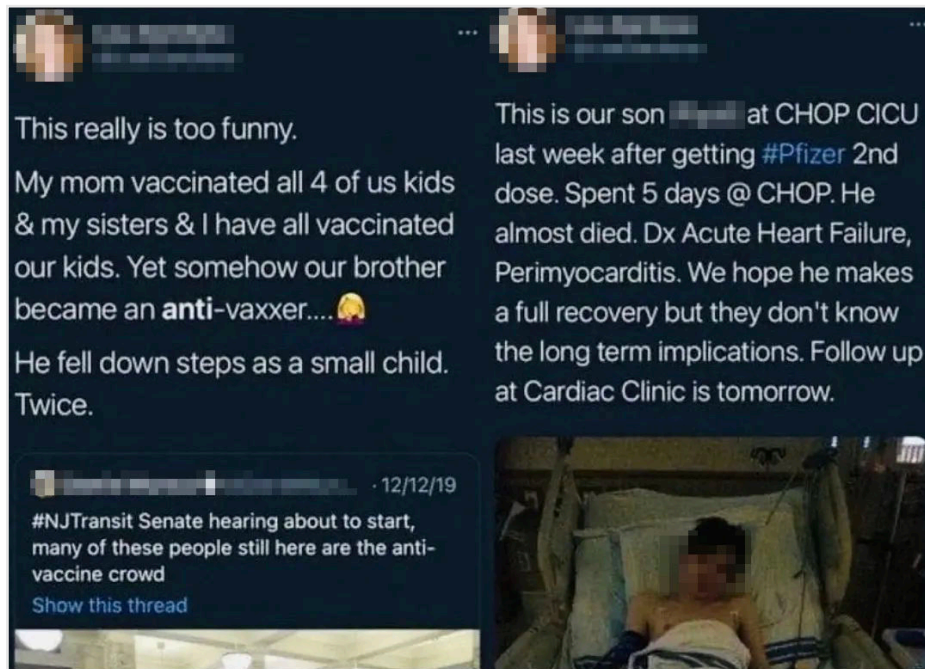 This really is too funny.
My mom vaccinated all 4 of us kids
& my sisters & I have all vaccinated
our kids. Yet somehow our brother
became an anti-vaxxer....🤦‍♀️
He fell down steps as a small child.
Twice.
· 12/12/19
#NJTransit Senate hearing about to start,
many of these people still here are the anti-
vaccine crowd
Show this thread
This is our son at CHOP CICU
last week after getting #Pfizer 2nd
dose. Spent 5 days @ CHOP. He
almost died. Dx Acute Heart Failure,
Perimyocarditis. We hope he makes
a full recovery but they don't know
the long term implications. Follow up
at Cardiac Clinic is tomorrow.